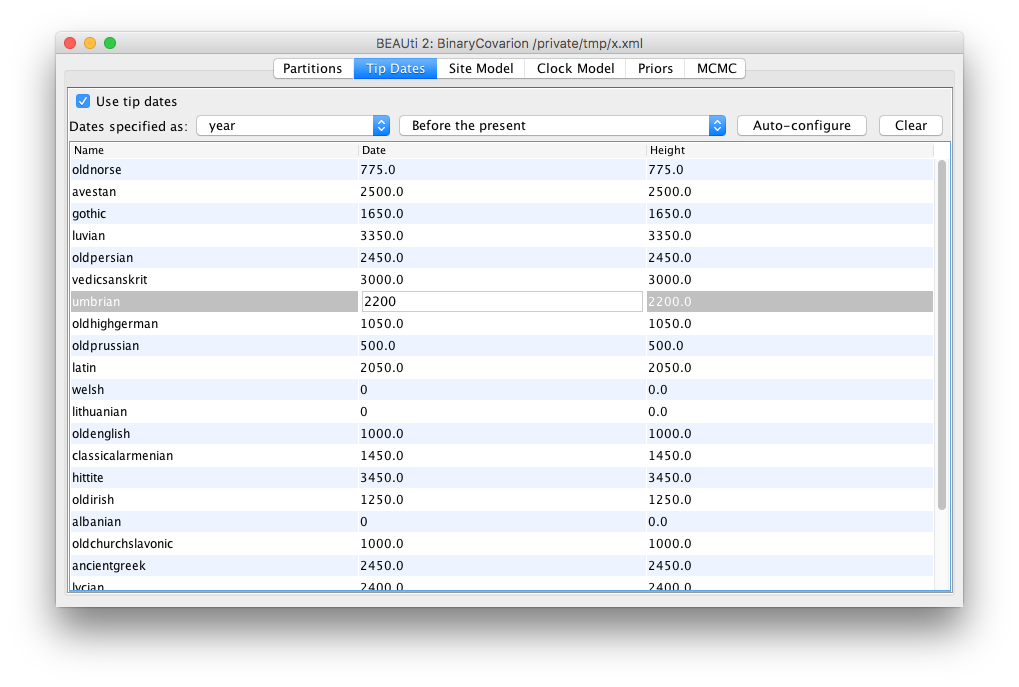 BEAUti 2: BinaryCovarion /private/tmp/x.xml
Partitions Tip Dates Site Model Clock Model Priors MCMC
Use tip dates
Dates specified as: year Before the present Auto-configure Clear
Name Date Height
oldnorse 775.0 775.0
avestan 2500.0 2500.0
gothic 1650.0 1650.0
luvian 3350.0 3350.0
oldpersian 2450.0 2450.0
vedicsanskrit 3000.0 3000.0
umbrian 2200 2200.0
oldhighgerman 1050.0 1050.0
oldprussian 500.0 500.0
latin 2050.0 2050.0
welsh 0 0.0
lithuanian 0 0.0
oldenglish 1000.0 1000.0
classicalarmenian 1450.0 1450.0
hittite 3450.0 3450.0
oldirish 1250.0 1250.0
albanian 0 0.0
oldchurchslavonic 1000.0 1000.0
ancientgreek 2450.0 2450.0
lycian 2400.0 2400.0